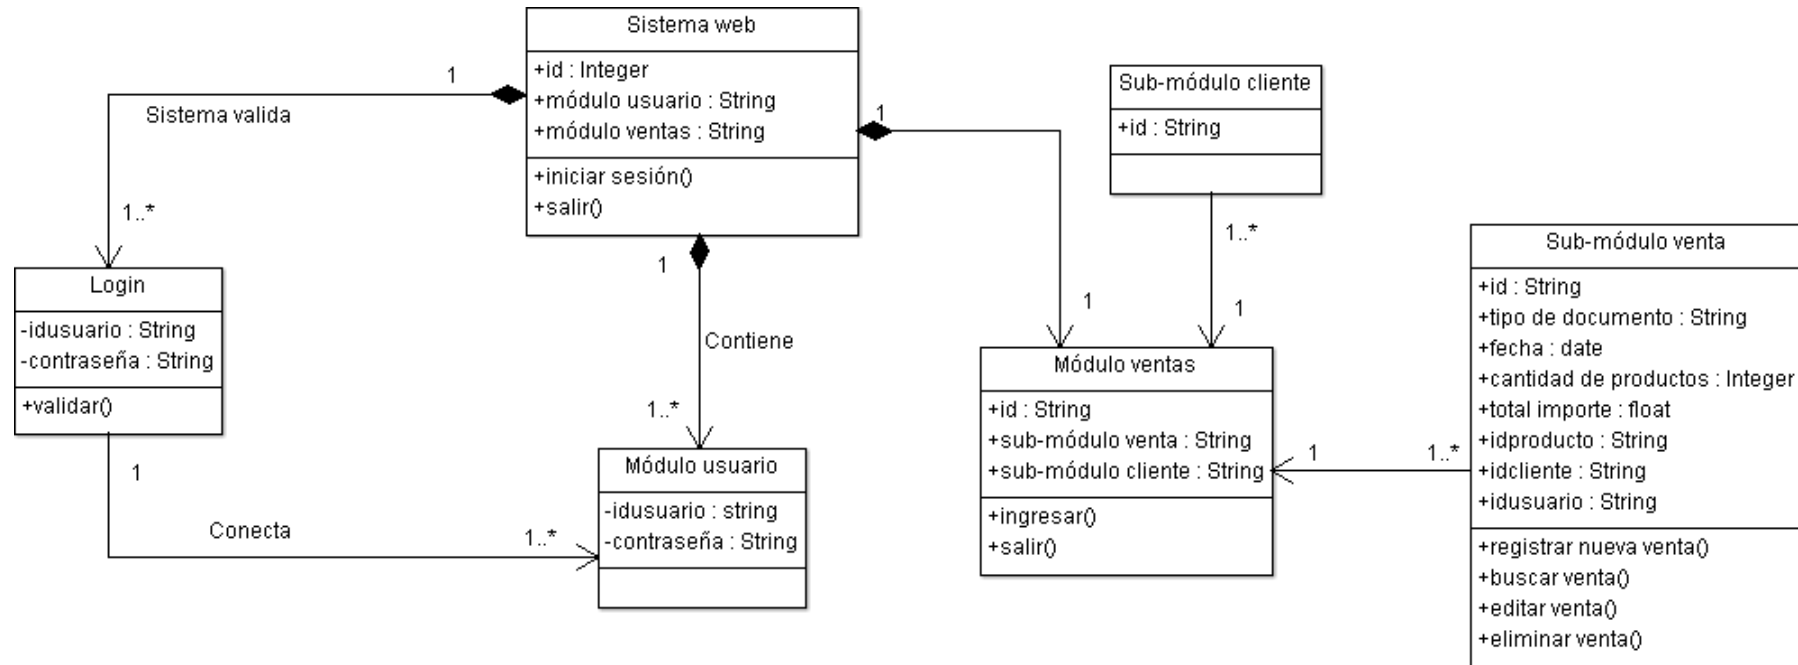 Sistema web
+id : Integer
+módulo usuario : String
+módulo ventas : String
+iniciar sesión()
+salir()
1
Sistema valida
1..*
1
1
1
Contiene
1..*
Sub-módulo cliente
+id : String
1..*
1
Login
-idusuario : String
-contraseña : String
+validar()
1
Conecta
1..*
Módulo usuario
-idusuario : string
-contraseña : String
Módulo ventas
+id : String
+sub-módulo venta : String
+sub-módulo cliente : String
+ingresar()
+salir()
1
1..*
Sub-módulo venta
+id : String
+tipo de documento : String
+fecha : date
+cantidad de productos : Integer
+total importe : float
+idproducto : String
+idcliente : String
+idusuario : String
+registrar nueva venta()
+buscar venta()
+editar venta()
+eliminar venta()